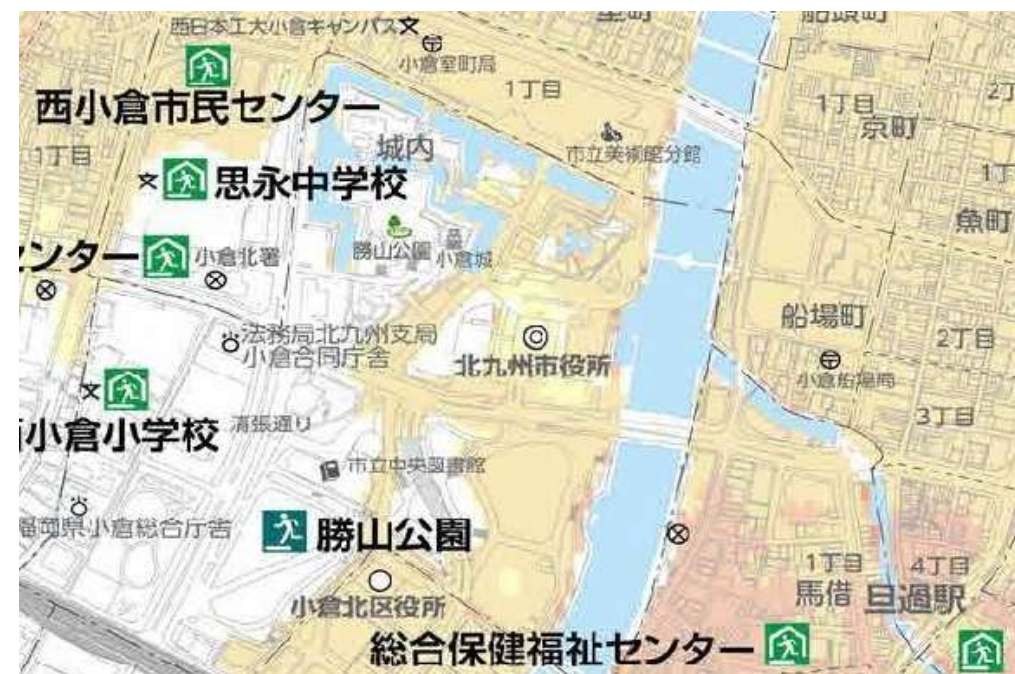 西日本工大小倉キャンパス
小倉室町局
西小倉市民センター
1丁目
1丁目
京町
2丁
1丁目
城内
市立美術館分館
思永中学校
1丁
魚町
勝山公園
小倉城
ンター
小倉北署
船場町
法務局北九州支局
小倉合同庁舎
北九州市役所
2丁目
小倉船場局
小倉小学校
清張通り
3丁目
市立中央図書館
岡県小倉総合庁舎
勝山公園
1丁目
4丁目
馬借
旦過駅
小倉北区役所
総合保健福祉センター